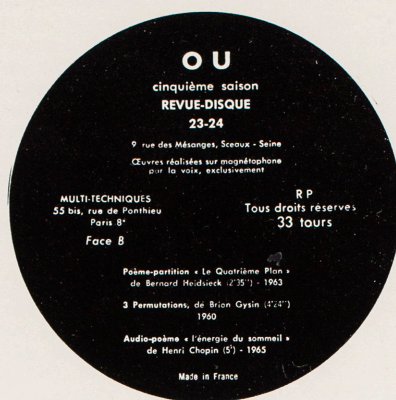 OU
cinquième saison
REVUE-DISQUE
23-24
9 rue des Mésanges, Sceaux - Seine
Œuvres réalisées sur magnétophone
par la voix, exclusivement
MULTI-TECHNIQUES
55 bis, rue de Ponthieu
Paris 8e
Face B
R P
Tous droits réservés
33 tours
Poème-partition « Le Quatrième Plan »
de Bernard Heidsieck (2'35'') - 1963
3 Permutations, de Brion Gysin (4'24'')
1960
Audio-poème « l'énergie du sommeil »
de Henri Chopin (5') - 1965
Made in France